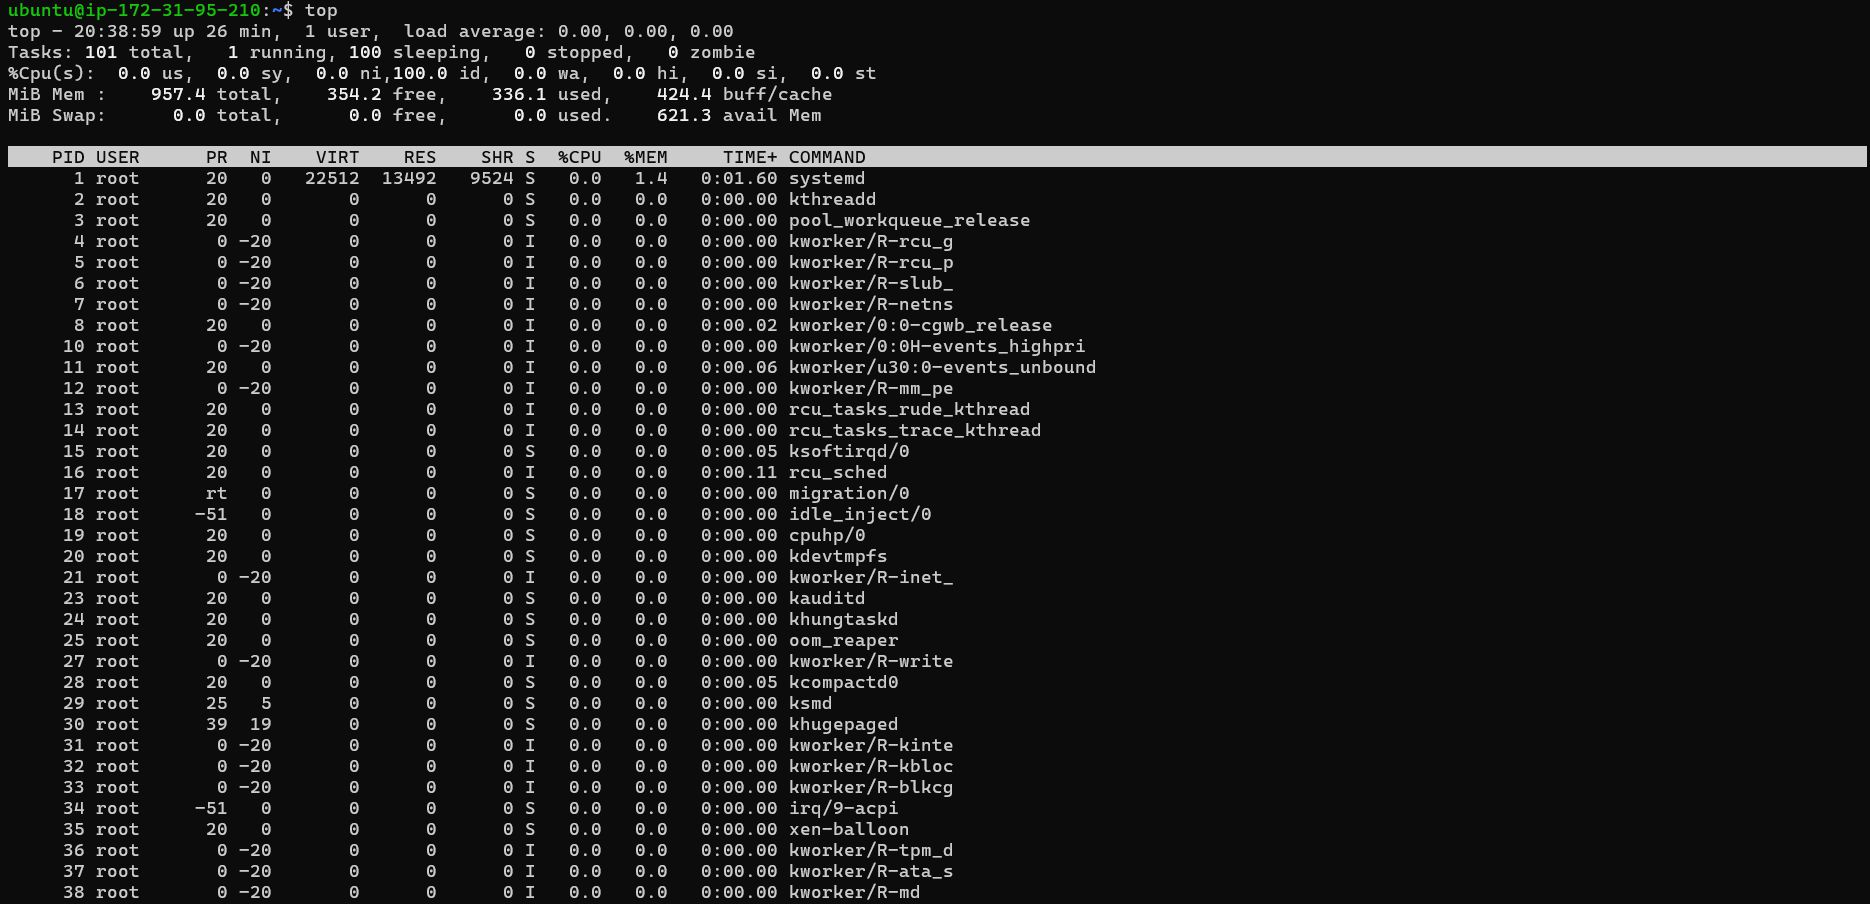 ubuntu@ip-172-31-95-210:~$ top
top - 20:38:59 up 26 min,  1 user,  load average: 0.00, 0.00, 0.00
Tasks: 101 total,   1 running, 100 sleeping,   0 stopped,   0 zombie
%Cpu(s):  0.0 us,  0.0 sy,  0.0 ni,100.0 id,  0.0 wa,  0.0 hi,  0.0 si,  0.0 st
MiB Mem :    957.4 total,    354.2 free,    336.1 used,    424.4 buff/cache
MiB Swap:      0.0 total,      0.0 free,      0.0 used.    621.3 avail Mem
    PID USER      PR  NI    VIRT    RES    SHR S  %CPU  %MEM     TIME+ COMMAND
      1 root      20   0   22512  13492   9524 S   0.0   1.4   0:01.60 systemd
      2 root      20   0       0      0      0 S   0.0   0.0   0:00.00 kthreadd
      3 root      20   0       0      0      0 S   0.0   0.0   0:00.00 pool_workqueue_release
      4 root       0 -20       0      0      0 I   0.0   0.0   0:00.00 kworker/R-rcu_g
      5 root       0 -20       0      0      0 I   0.0   0.0   0:00.00 kworker/R-rcu_p
      6 root       0 -20       0      0      0 I   0.0   0.0   0:00.00 kworker/R-slub_
      7 root       0 -20       0      0      0 I   0.0   0.0   0:00.00 kworker/R-netns
      8 root      20   0       0      0      0 I   0.0   0.0   0:00.02 kworker/0:0-cgwb_release
     10 root       0 -20       0      0      0 I   0.0   0.0   0:00.00 kworker/0:0H-events_highpri
     11 root      20   0       0      0      0 I   0.0   0.0   0:00.06 kworker/u30:0-events_unbound
     12 root       0 -20       0      0      0 I   0.0   0.0   0:00.00 kworker/R-mm_pe
     13 root      20   0       0      0      0 I   0.0   0.0   0:00.00 rcu_tasks_rude_kthread
     14 root      20   0       0      0      0 I   0.0   0.0   0:00.00 rcu_tasks_trace_kthread
     15 root      20   0       0      0      0 S   0.0   0.0   0:00.05 ksoftirqd/0
     16 root      20   0       0      0      0 I   0.0   0.0   0:00.11 rcu_sched
     17 root      rt   0       0      0      0 S   0.0   0.0   0:00.00 migration/0
     18 root     -51   0       0      0      0 S   0.0   0.0   0:00.00 idle_inject/0
     19 root      20   0       0      0      0 S   0.0   0.0   0:00.00 cpuhp/0
     20 root      20   0       0      0      0 S   0.0   0.0   0:00.00 kdevtmpfs
     21 root       0 -20       0      0      0 I   0.0   0.0   0:00.00 kworker/R-inet_
     23 root      20   0       0      0      0 S   0.0   0.0   0:00.00 kauditd
     24 root      20   0       0      0      0 S   0.0   0.0   0:00.00 khungtaskd
     25 root      20   0       0      0      0 S   0.0   0.0   0:00.00 oom_reaper
     27 root       0 -20       0      0      0 I   0.0   0.0   0:00.00 kworker/R-write
     28 root      20   0       0      0      0 S   0.0   0.0   0:00.05 kcompactd0
     29 root      25   5       0      0      0 S   0.0   0.0   0:00.00 ksmd
     30 root      39  19       0      0      0 S   0.0   0.0   0:00.00 khugepaged
     31 root       0 -20       0      0      0 I   0.0   0.0   0:00.00 kworker/R-kinte
     32 root       0 -20       0      0      0 I   0.0   0.0   0:00.00 kworker/R-kbloc
     33 root       0 -20       0      0      0 I   0.0   0.0   0:00.00 kworker/R-blkcg
     34 root     -51   0       0      0      0 S   0.0   0.0   0:00.00 irq/9-acpi
     35 root      20   0       0      0      0 S   0.0   0.0   0:00.00 xen-balloon
     36 root       0 -20       0      0      0 I   0.0   0.0   0:00.00 kworker/R-tpm_d
     37 root       0 -20       0      0      0 I   0.0   0.0   0:00.00 kworker/R-ata_s
     38 root       0 -20       0      0      0 I   0.0   0.0   0:00.00 kworker/R-md